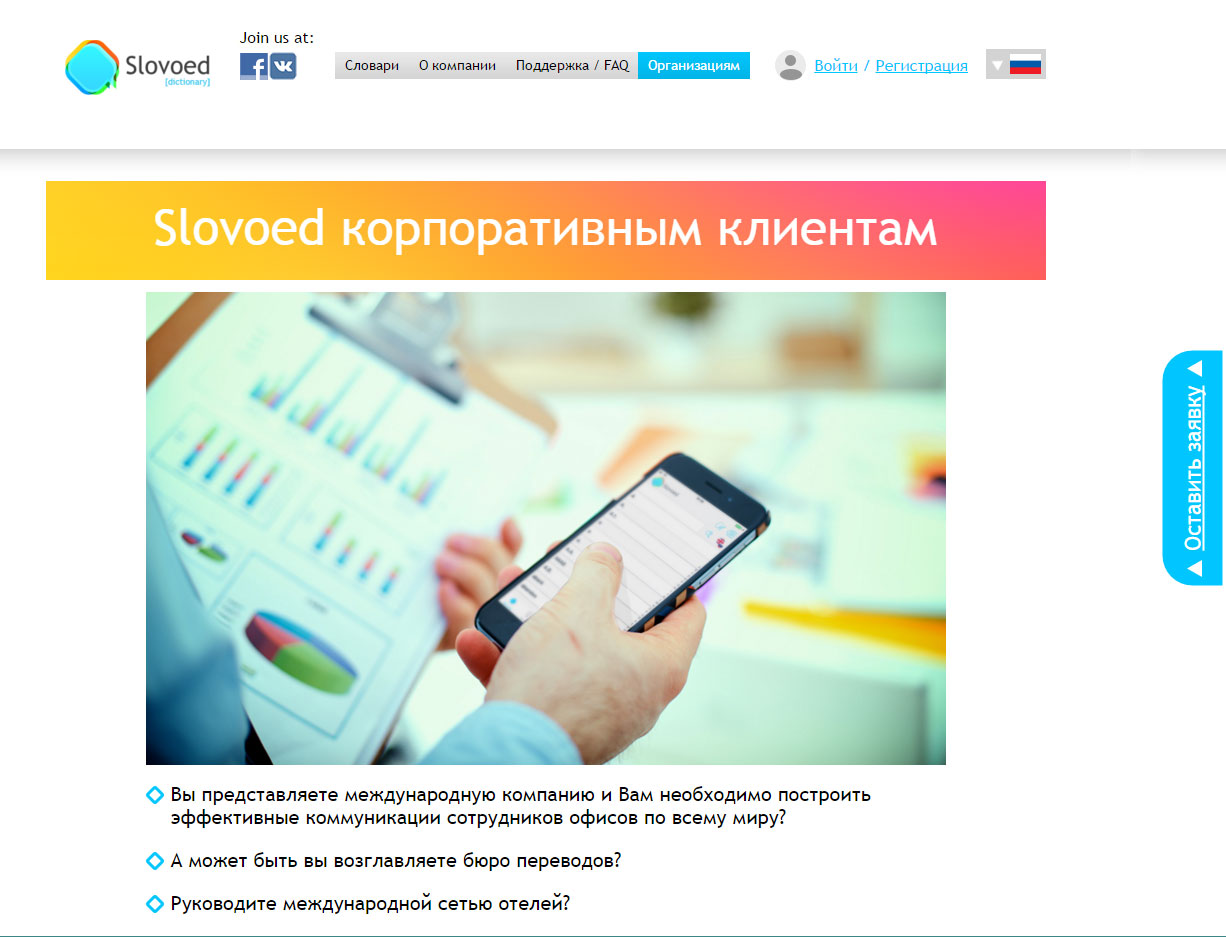 Join us at:
Slovoed
[dictionary]
Словари О компании Поддержка / FAQ Организациям
Войти / Регистрация
Slovoed корпоративным клиентам
Оставить заявку
Вы представляете международную компанию и Вам необходимо построить
эффективные коммуникации сотрудников офисов по всему миру?
А может быть вы возглавляете бюро переводов?
Руководите международной сетью отелей?